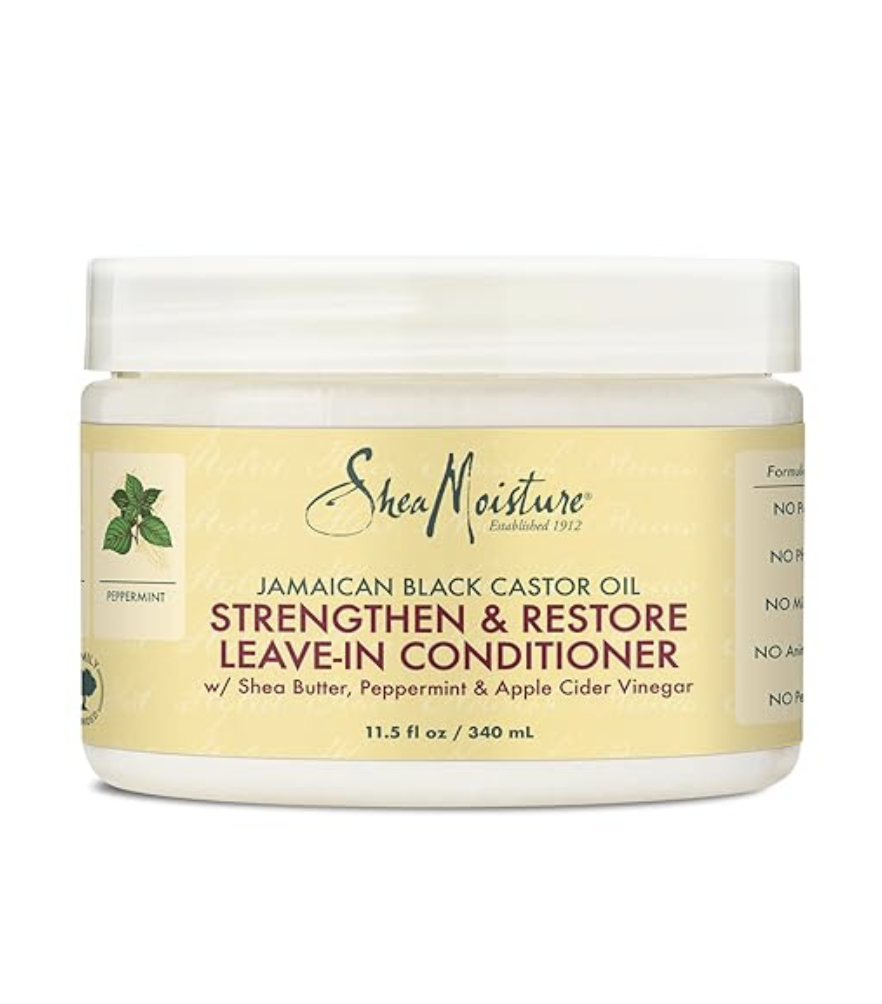 SheaMoisture®
Established 1912
JAMAICAN BLACK CASTOR OIL
STRENGTHEN & RESTORE
LEAVE-IN CONDITIONER
w/ Shea Butter, Peppermint & Apple Cider Vinegar
11.5 fl oz / 340 mL
PEPPERMINT
NO
NO
NO
NO
NO